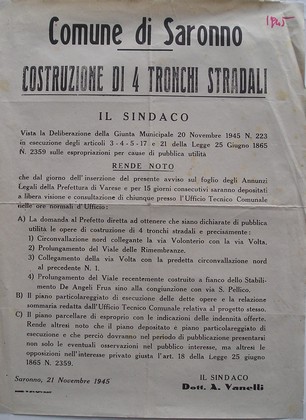 1945
Comune di Saronno
COSTRUZIONE DI 4 TRONCHI STRADALI
IL SINDACO
Vista la Deliberazione della Giunta Municipale 20 Novembre 1945 N. 223
in esecuzione degli articoli 3-4-5-17 e 21 della Legge 25 Giugno 1865
N. 2359 sulle espropriazioni per causa di pubblica utilità
RENDE NOTO
che dal giorno dell'inserzione del presente avviso sul foglio degli Annunzi
Legali della Prefettura di Varese e per 15 giorni consecutivi saranno depositati
a libera visione e consultazione di chiunque presso l'Ufficio Tecnico Comunale
nelle ore normali d'Ufficio:
A) La domanda al Prefetto diretta ad ottenere che siano dichiarate di pubblica
utilità le opere di costruzione di 4 tronchi stradali e precisamente:
1) Circonvallazione nord collegante la via Volonterio con la via Volta.
2) Prolungamento del Viale delle Rimembranze.
3) Collegamento della via Volta con la predetta circonvallazione nord
al precedente N. 1.
4) Prolungamento del Viale recentemente costruito a fianco dello Stabili-
mento De Angeli Frua sino alla congiunzione con via S. Pellico.
B) Il piano particolareggiato di esecuzione delle dette opere e la relazione
sommaria redatta dall'Ufficio Tecnico Comunale relativa al progetto stesso.
C) Il piano parcellare di esproprio con le indicazioni delle indennità offerte.
Rende altresì noto che il piano depositato e piano particolareggiato di
esecuzione e che perciò dovranno nel periodo di pubblicazione presentarsi
non solo le eventuali osservazioni nel pubblico interesse, ma altresì le
opposizioni nell'interesse privato giusta l'art. 18 della Legge 25 giugno
1865 N. 2359.
Saronno, 21 Novembre 1945
IL SINDACO
Dott. A. Vanelli